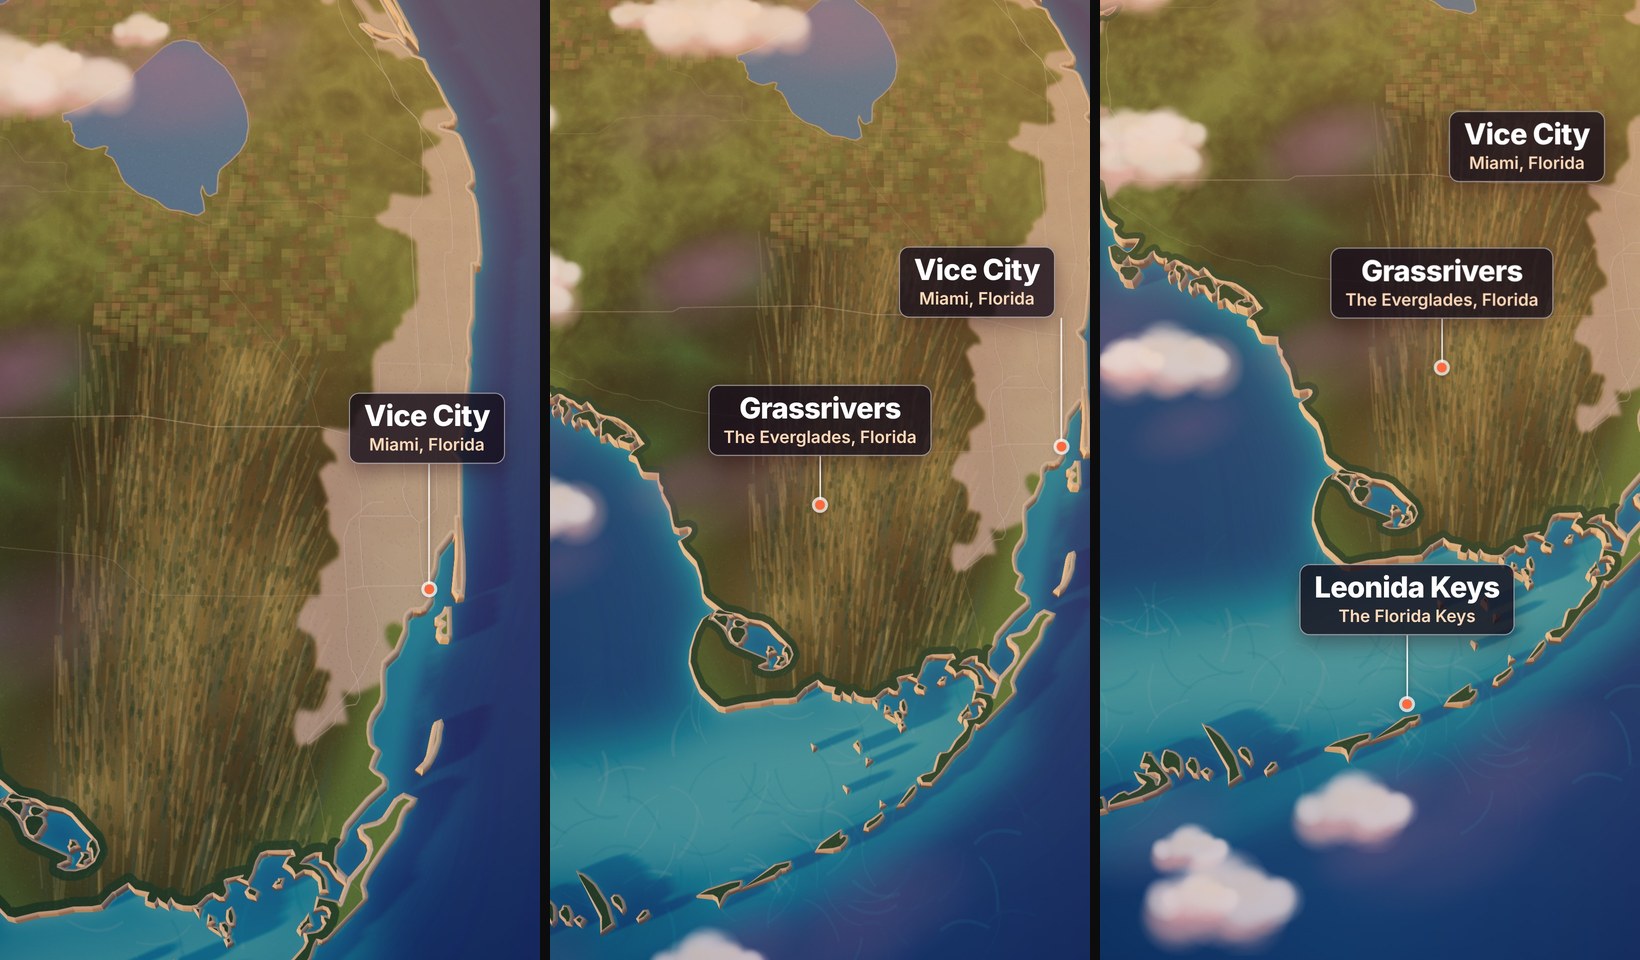 Vice City
Miami, Florida
Vice City
Miami, Florida
Grassrivers
The Everglades, Florida
Vice City
Miami, Florida
Grassrivers
The Everglades, Florida
Leonida Keys
The Florida Keys